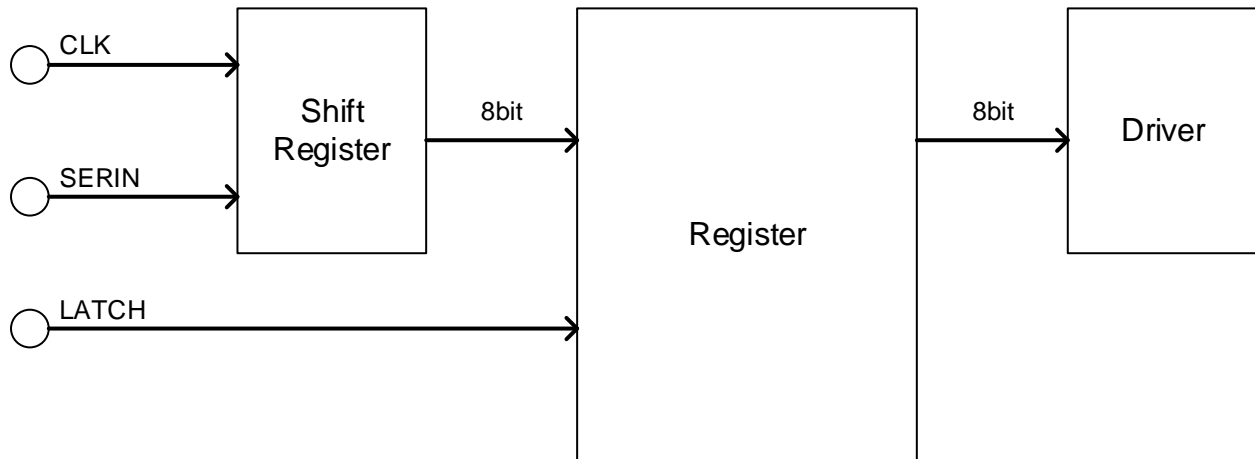 CLK
Shift
Register
8bit
8bit
Driver
SERIN
Register
LATCH